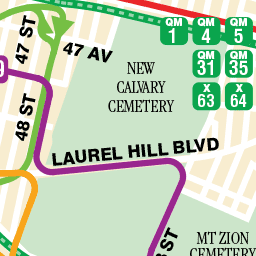 47 ST
47 AV
QM
1
QM
4
QM
5
QM
31
QM
35
X
63
X
64
NEW
CALVARY
CEMETERY
48 ST
LAUREL HILL BLVD
MT ZION
CEMETERY